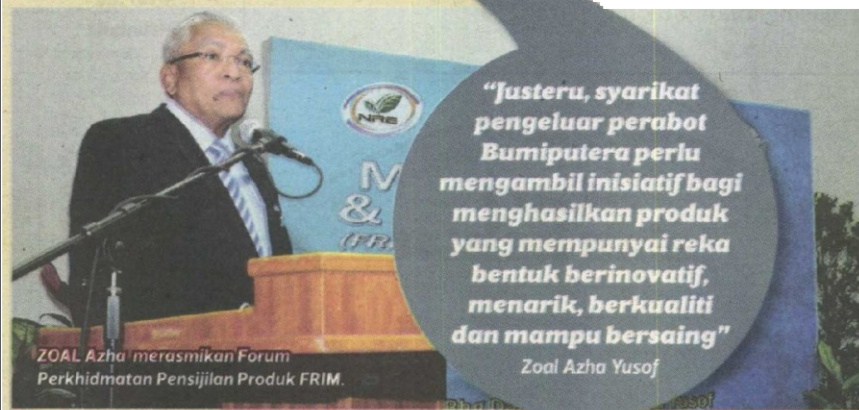 NRE
M
&
(FR
"Justeru, syarikat
pengeluar perabot
Bumiputera perlu
mengambil inisiatif bagi
menghasilkan produk
yang mempunyai reka
bentuk berinovatif,
menarik, berkualiti
dan mampu bersaing"
Zoal Azha Yusof
ZOAL Azha merasmikan Forum
Perkhidmatan Pensijilan Produk FRIM.